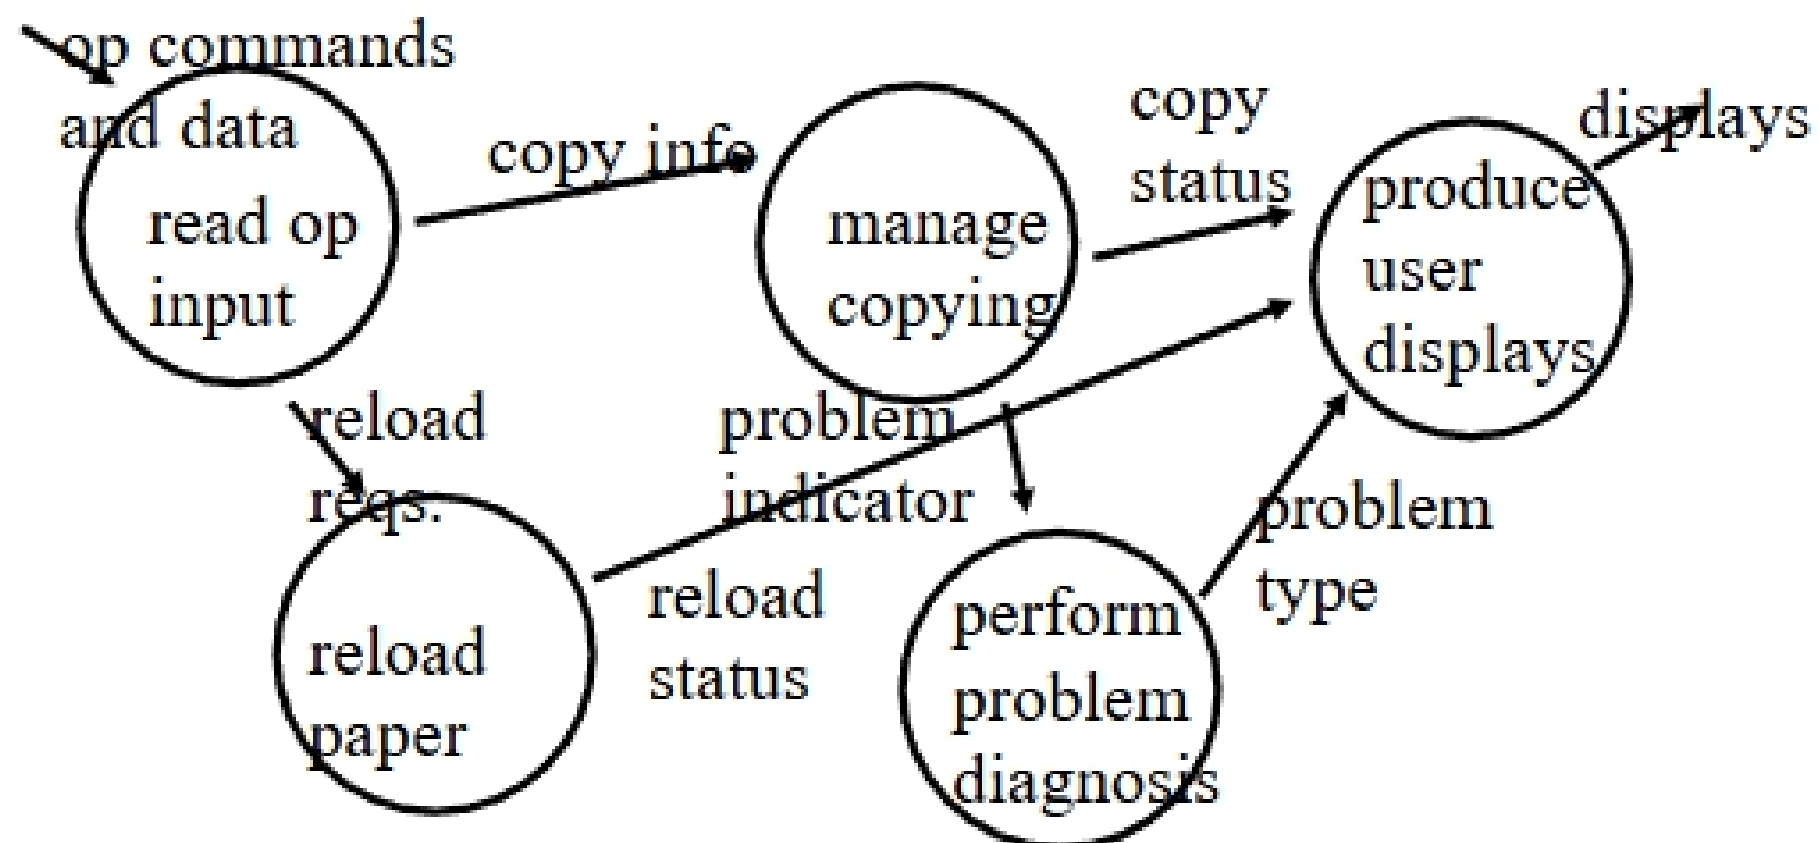 op commands
and data
read op
input
copy info
manage
copying
copy
status
produce
user
displays
displays
reload
reqs.
problem
indicator
reload
paper
reload
status
perform
problem
diagnosis
problem
type